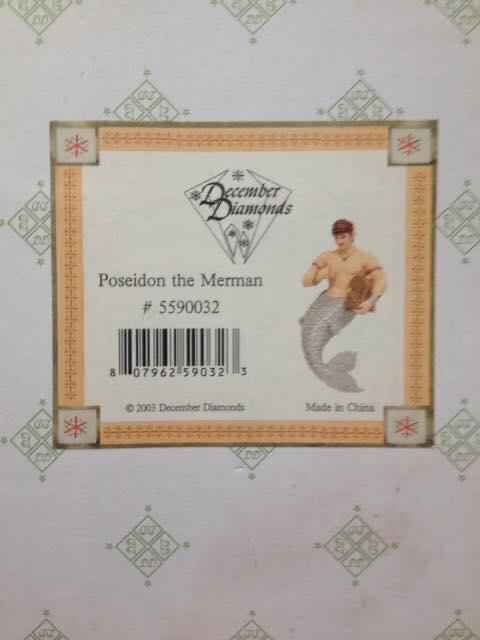 December
Diamonds
Poseidon the Merman
# 5590032
8 07962 59032 3
© 2003 December Diamonds
Made in China